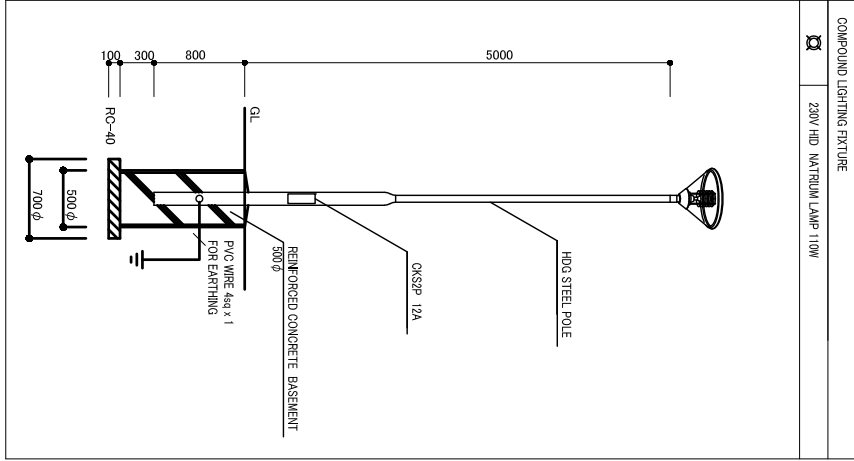 COMPOUND LIGHTING FIXTURE
230V HID NATRIUM LAMP 110W
5000
800
300
100
GL
HDG STEEL POLE
CKS2P 12A
REINFORCED CONCRETE BASEMENT
500φ
PVC WIRE 4sq x 1
FOR EARTHING
RC-40
500φ
700φ